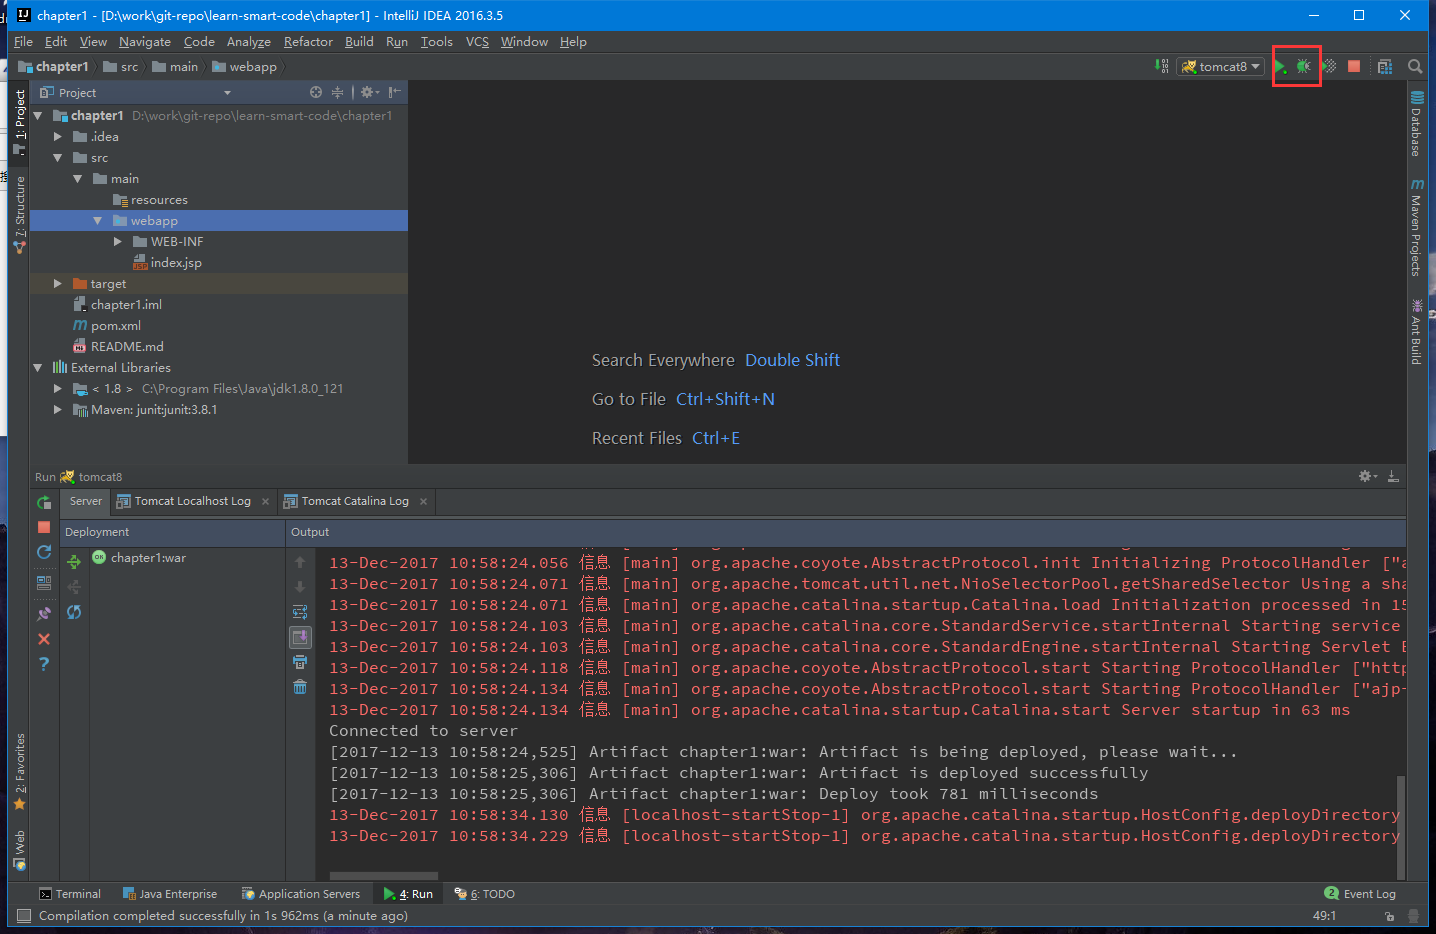 chapter1 - [D:\work\git-repo\learn-smart-code\chapter1] - IntelliJ IDEA 2016.3.5
File Edit View Navigate Code Analyze Refactor Build Run Tools VCS Window Help
chapter1 src main webapp tomcat8
Project
chapter1 D:\work\git-repo\learn-smart-code\chapter1
.idea
src
main
resources
webapp
WEB-INF
index.jsp
target
chapter1.iml
pom.xml
README.md
External Libraries
< 1.8 > C:\Program Files\Java\jdk1.8.0_121
Maven: junit:junit:3.8.1
1: Project
7: Structure
2: Favorites
Web
Database
Maven Projects
Ant Build
Search Everywhere Double Shift
Go to File Ctrl+Shift+N
Recent Files Ctrl+E
Run tomcat8
Server Tomcat Localhost Log Tomcat Catalina Log
Deployment Output
chapter1:war
13-Dec-2017 10:58:24.056 信息 [main] org.apache.coyote.AbstractProtocol.init Initializing ProtocolHandler ["a
13-Dec-2017 10:58:24.071 信息 [main] org.apache.tomcat.util.net.NioSelectorPool.getSharedSelector Using a sha
13-Dec-2017 10:58:24.071 信息 [main] org.apache.catalina.startup.Catalina.load Initialization processed in 15
13-Dec-2017 10:58:24.103 信息 [main] org.apache.catalina.core.StandardService.startInternal Starting service
13-Dec-2017 10:58:24.103 信息 [main] org.apache.catalina.core.StandardEngine.startInternal Starting Servlet E
13-Dec-2017 10:58:24.118 信息 [main] org.apache.coyote.AbstractProtocol.start Starting ProtocolHandler ["http
13-Dec-2017 10:58:24.134 信息 [main] org.apache.coyote.AbstractProtocol.start Starting ProtocolHandler ["ajp-
13-Dec-2017 10:58:24.134 信息 [main] org.apache.catalina.startup.Catalina.start Server startup in 63 ms
Connected to server
[2017-12-13 10:58:24,525] Artifact chapter1:war: Artifact is being deployed, please wait...
[2017-12-13 10:58:25,306] Artifact chapter1:war: Artifact is deployed successfully
[2017-12-13 10:58:25,306] Artifact chapter1:war: Deploy took 781 milliseconds
13-Dec-2017 10:58:34.130 信息 [localhost-startStop-1] org.apache.catalina.startup.HostConfig.deployDirectory
13-Dec-2017 10:58:34.229 信息 [localhost-startStop-1] org.apache.catalina.startup.HostConfig.deployDirectory
Terminal Java Enterprise Application Servers 4: Run 6: TODO 2 Event Log
Compilation completed successfully in 1s 962ms (a minute ago) 49:1